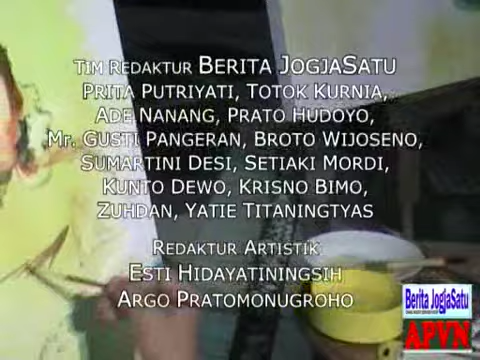 TIM REDAKTUR BERITA JOGJASATU
PRITA PUTRIYATI, TOTOK KURNIA,
ADE NANANG, PRATO HUDOYO,
Mr. GUSTI PANGERAN, BROTO WIJOSENO,
SUMARTINI DESI, SETIAKI MORDI,
KUNTO DEWO, KRISNO BIMO,
ZUHDAN, YATIE TITANINGTYAS
REDAKTUR ARTISTIK
ESTI HIDAYATININGSIH
ARGO PRATOMONUGROHO
Berita JogjaSatu
APVN